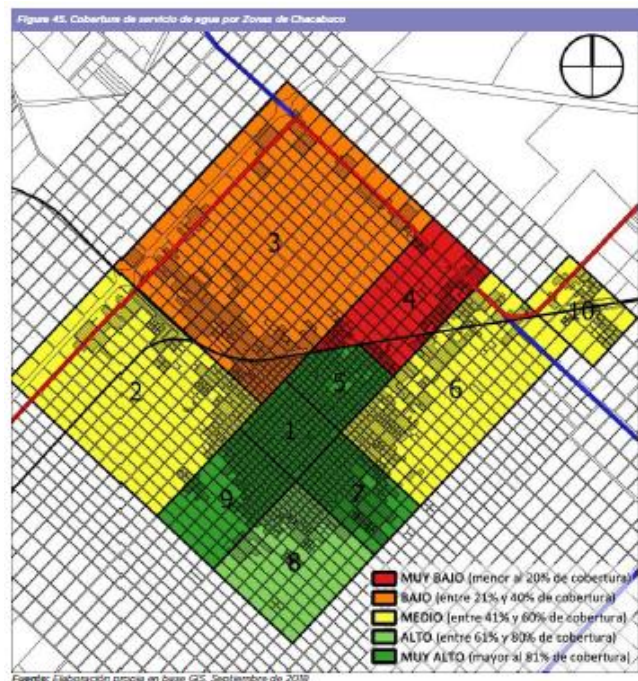 Figure 45. Cobertura de servicio de agua por Zonas de Chacabuco
3
4
10
5
2
6
1
9
7
8
MUY BAJO (menor al 20% de cobertura)
BAJO (entre 21% y 40% de cobertura)
MEDIO (entre 41% y 60% de cobertura)
ALTO (entre 61% y 80% de cobertura)
MUY ALTO (mayor al 81% de cobertura)
Fuente: Elaboración propia en base GIS. Septiembre de 2018